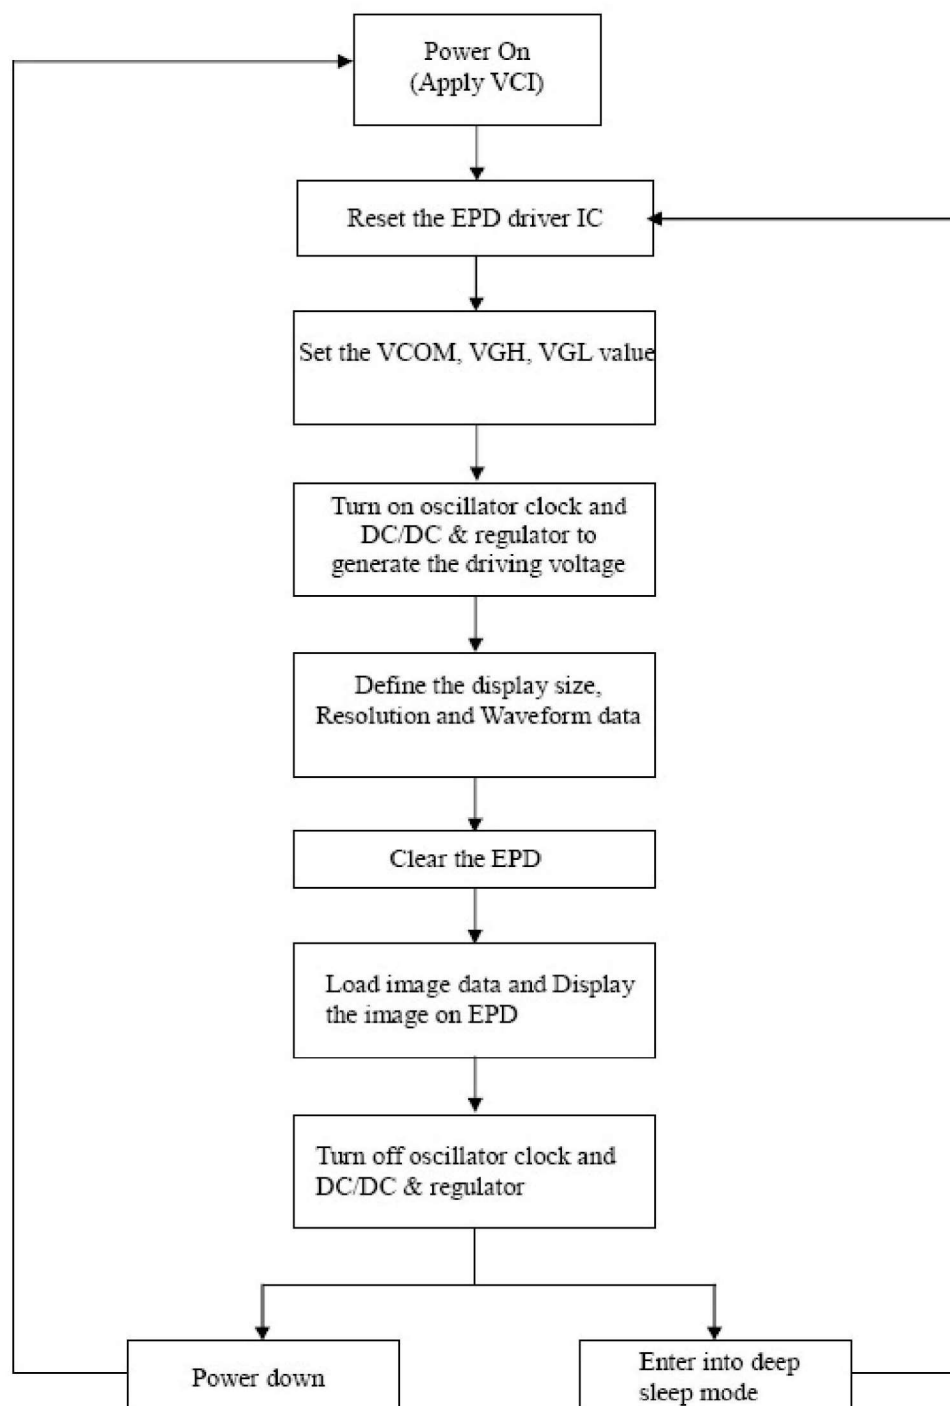 Power On
(Apply VCI)
Reset the EPD driver IC
Set the VCOM, VGH, VGL value
Turn on oscillator clock and
DC/DC & regulator to
generate the driving voltage
Define the display size,
Resolution and Waveform data
Clear the EPD
Load image data and Display
the image on EPD
Turn off oscillator clock and
DC/DC & regulator
Power down
Enter into deep
sleep mode